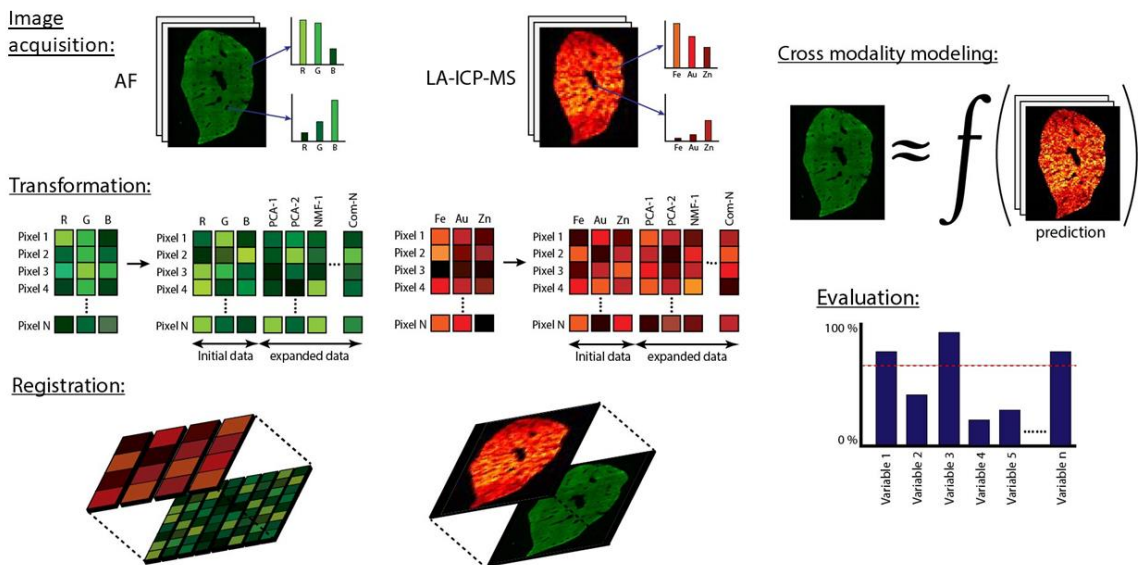 Image
acquisition:
AF
R G B
R G B
LA-ICP-MS
Fe Au Zn
Fe Au Zn
Cross modality modeling:
≈ f ( )
prediction
Transformation:
R G B
Pixel 1
Pixel 2
Pixel 3
Pixel 4
Pixel N
R G B PCA-1 PCA-2 NMF-1 Com-N
Pixel 1
Pixel 2
Pixel 3
Pixel 4
Pixel N
Initial data expanded data
Fe Au Zn
Pixel 1
Pixel 2
Pixel 3
Pixel 4
Pixel N
Fe Au Zn PCA-1 PCA-2 NMF-1 Com-N
Pixel 1
Pixel 2
Pixel 3
Pixel 4
Pixel N
Initial data expanded data
Evaluation:
100 %
0 %
Variable 1
Variable 2
Variable 3
Variable 4
Variable 5
Variable n
Registration: